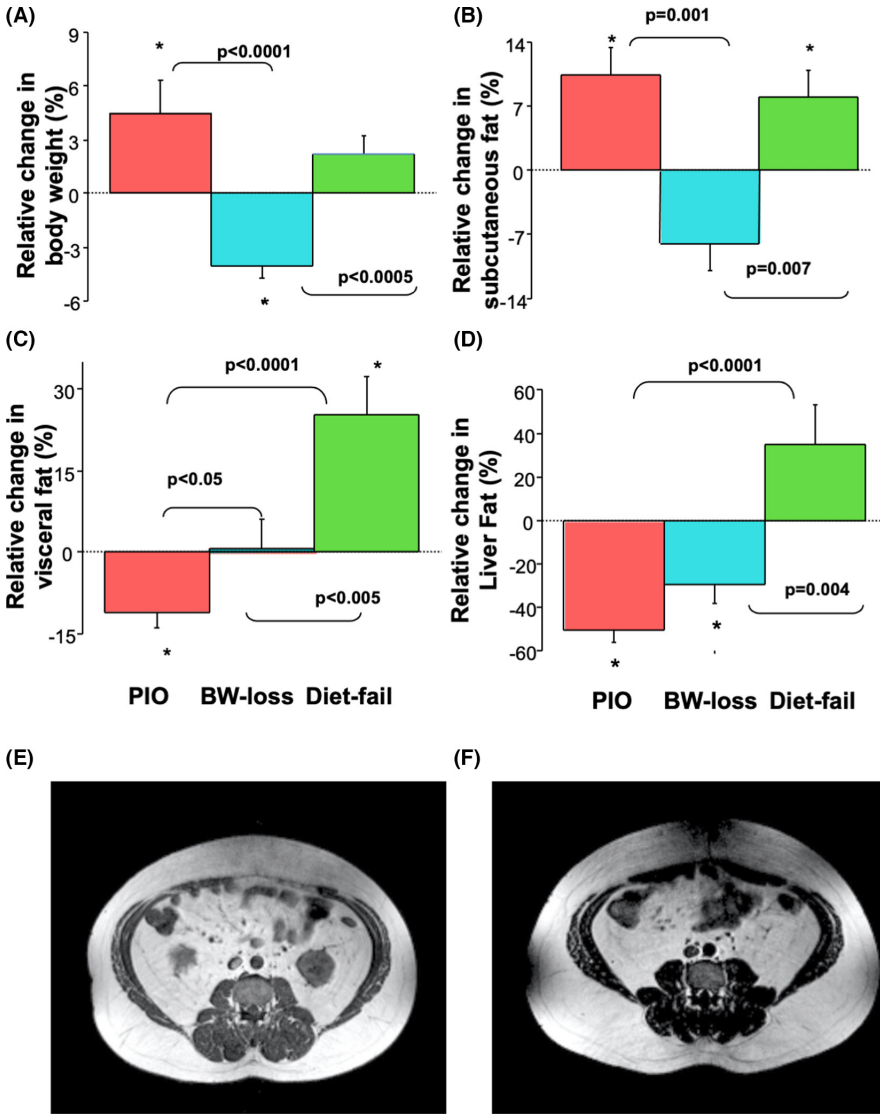 (A)
Relative change in
body weight (%)
9
6
3
0
-3
-6
*
p<0.0001
*
p<0.0005
(B)
Relative change in
subcutaneous fat (%)
14
7
0
-7
-14
p=0.001
*
*
p=0.007
(C)
Relative change in
visceral fat (%)
30
15
0
-15
p<0.0001
*
p<0.05
p<0.005
*
PIO BW-loss Diet-fail
(D)
Relative change in
Liver Fat (%)
60
40
20
0
-20
-40
-60
p<0.0001
p=0.004
*
*
PIO BW-loss Diet-fail
(E)
(F)